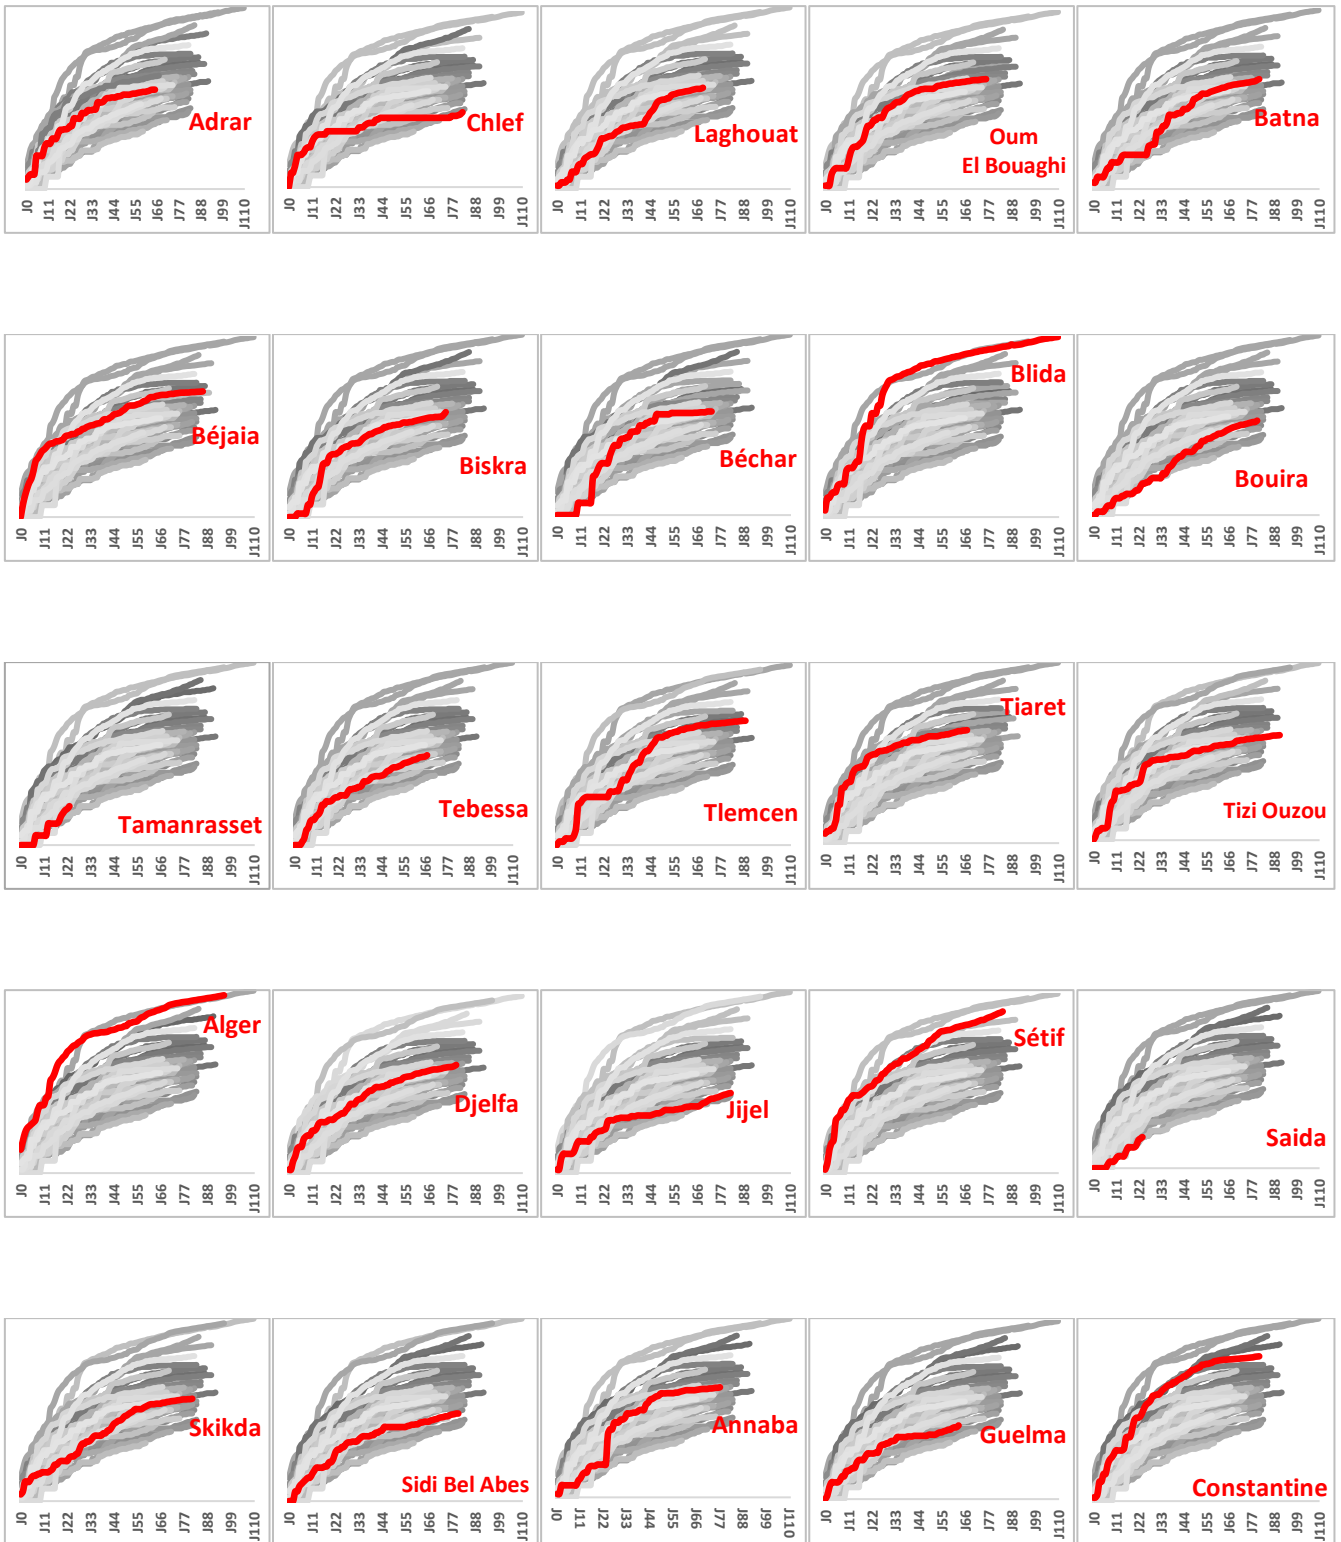 Adrar
J0 J11 J22 J33 J44 J55 J66 J77 J88 J99 J110
Chlef
J0 J11 J22 J33 J44 J55 J66 J77 J88 J99 J110
Laghouat
J0 J11 J22 J33 J44 J55 J66 J77 J88 J99 J110
Oum
El Bouaghi
J0 J11 J22 J33 J44 J55 J66 J77 J88 J99 J110
Batna
J0 J11 J22 J33 J44 J55 J66 J77 J88 J99 J110
Béjaia
J0 J11 J22 J33 J44 J55 J66 J77 J88 J99 J110
Biskra
J0 J11 J22 J33 J44 J55 J66 J77 J88 J99 J110
Béchar
J0 J11 J22 J33 J44 J55 J66 J77 J88 J99 J110
Blida
J0 J11 J22 J33 J44 J55 J66 J77 J88 J99 J110
Bouira
J0 J11 J22 J33 J44 J55 J66 J77 J88 J99 J110
Tamanrasset
J0 J11 J22 J33 J44 J55 J66 J77 J88 J99 J110
Tebessa
J0 J11 J22 J33 J44 J55 J66 J77 J88 J99 J110
Tlemcen
J0 J11 J22 J33 J44 J55 J66 J77 J88 J99 J110
Tiaret
J0 J11 J22 J33 J44 J55 J66 J77 J88 J99 J110
Tizi Ouzou
J0 J11 J22 J33 J44 J55 J66 J77 J88 J99 J110
Alger
J0 J11 J22 J33 J44 J55 J66 J77 J88 J99 J110
Djelfa
J0 J11 J22 J33 J44 J55 J66 J77 J88 J99 J110
Jijel
J0 J11 J22 J33 J44 J55 J66 J77 J88 J99 J110
Sétif
J0 J11 J22 J33 J44 J55 J66 J77 J88 J99 J110
Saida
J0 J11 J22 J33 J44 J55 J66 J77 J88 J99 J110
Skikda
J0 J11 J22 J33 J44 J55 J66 J77 J88 J99 J110
Sidi Bel Abes
J0 J11 J22 J33 J44 J55 J66 J77 J88 J99 J110
Annaba
J0 J11 J22 J33 J44 J55 J66 J77 J88 J99 J110
Guelma
J0 J11 J22 J33 J44 J55 J66 J77 J88 J99 J110
Constantine
J0 J11 J22 J33 J44 J55 J66 J77 J88 J99 J110